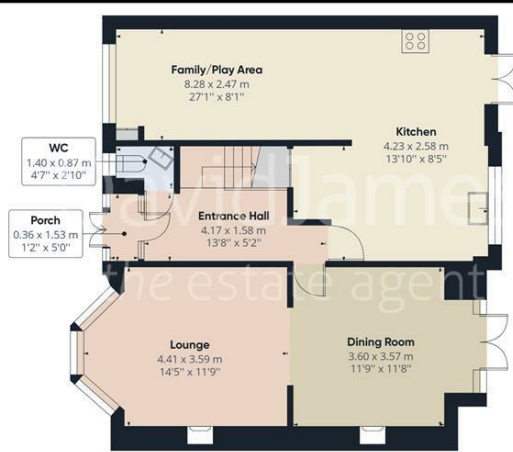 Family/Play Area
8.28 x 2.47 m
27'1" x 8'1"
Kitchen
4.23 x 2.58 m
13'10" x 8'5"
WC
1.40 x 0.87 m
4'7" x 2'10"
Porch
0.36 x 1.53 m
1'2" x 5'0"
Entrance Hall
4.17 x 1.58 m
13'8" x 5'2"
DavidJames
the estate agent
Lounge
4.41 x 3.59 m
14'5" x 11'9"
Dining Room
3.60 x 3.57 m
11'9" x 11'8"